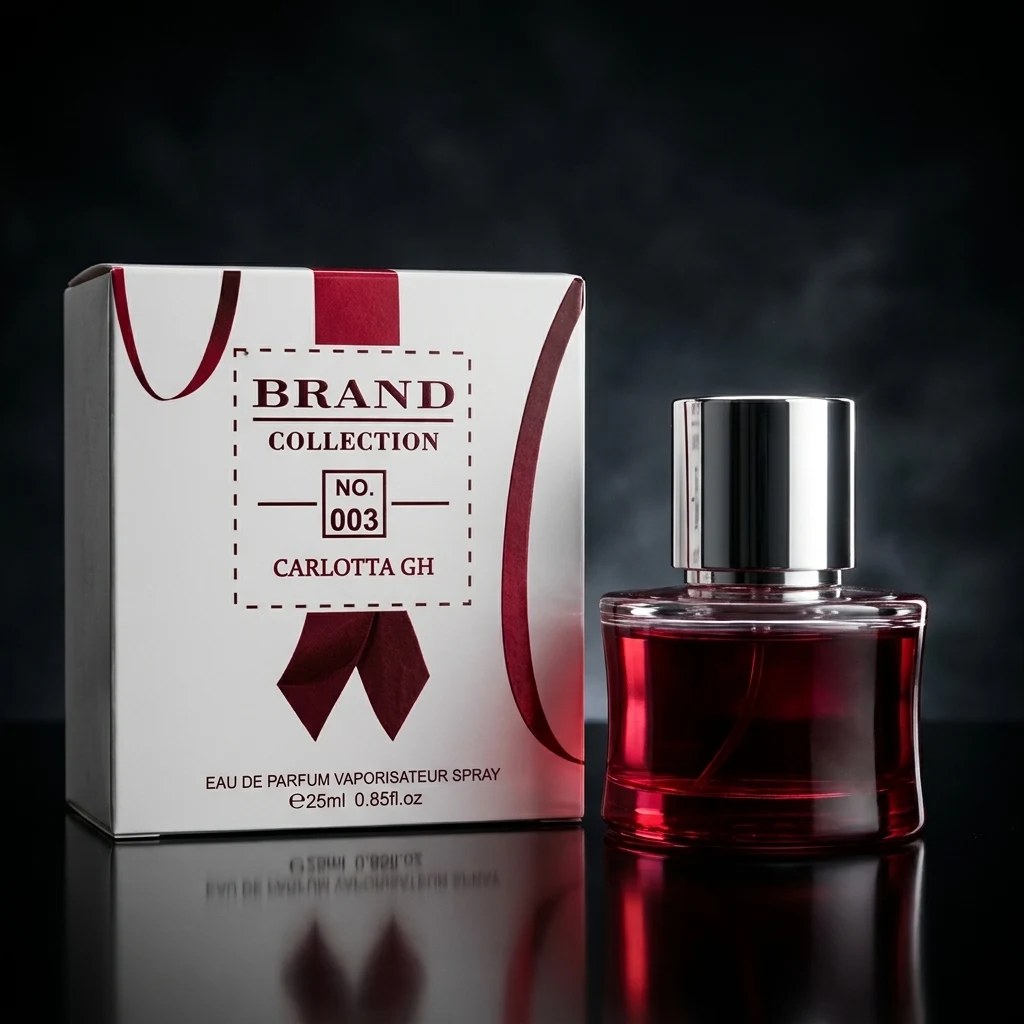 BRAND
COLLECTION
NO.
003
CARLOTTA GH
EAU DE PARFUM VAPORISATEUR SPRAY
℮25ml 0.85fl.oz